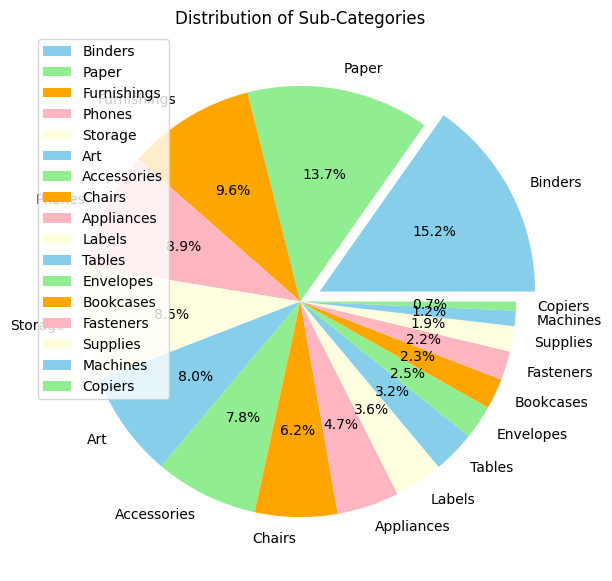 Distribution of Sub-Categories
Binders
Paper
Furnishings
Phones
Storage
Art
Accessories
Chairs
Appliances
Labels
Tables
Envelopes
Bookcases
Fasteners
Supplies
Machines
Copiers
Binders
15.2%
Paper
13.7%
Furnishings
9.6%
Phones
8.9%
Storage
8.5%
Art
8.0%
Accessories
7.8%
Chairs
6.2%
Appliances
4.7%
Labels
3.6%
Tables
3.2%
Envelopes
2.5%
Bookcases
2.3%
Fasteners
2.2%
Supplies
1.9%
Machines
1.2%
Copiers
0.7%